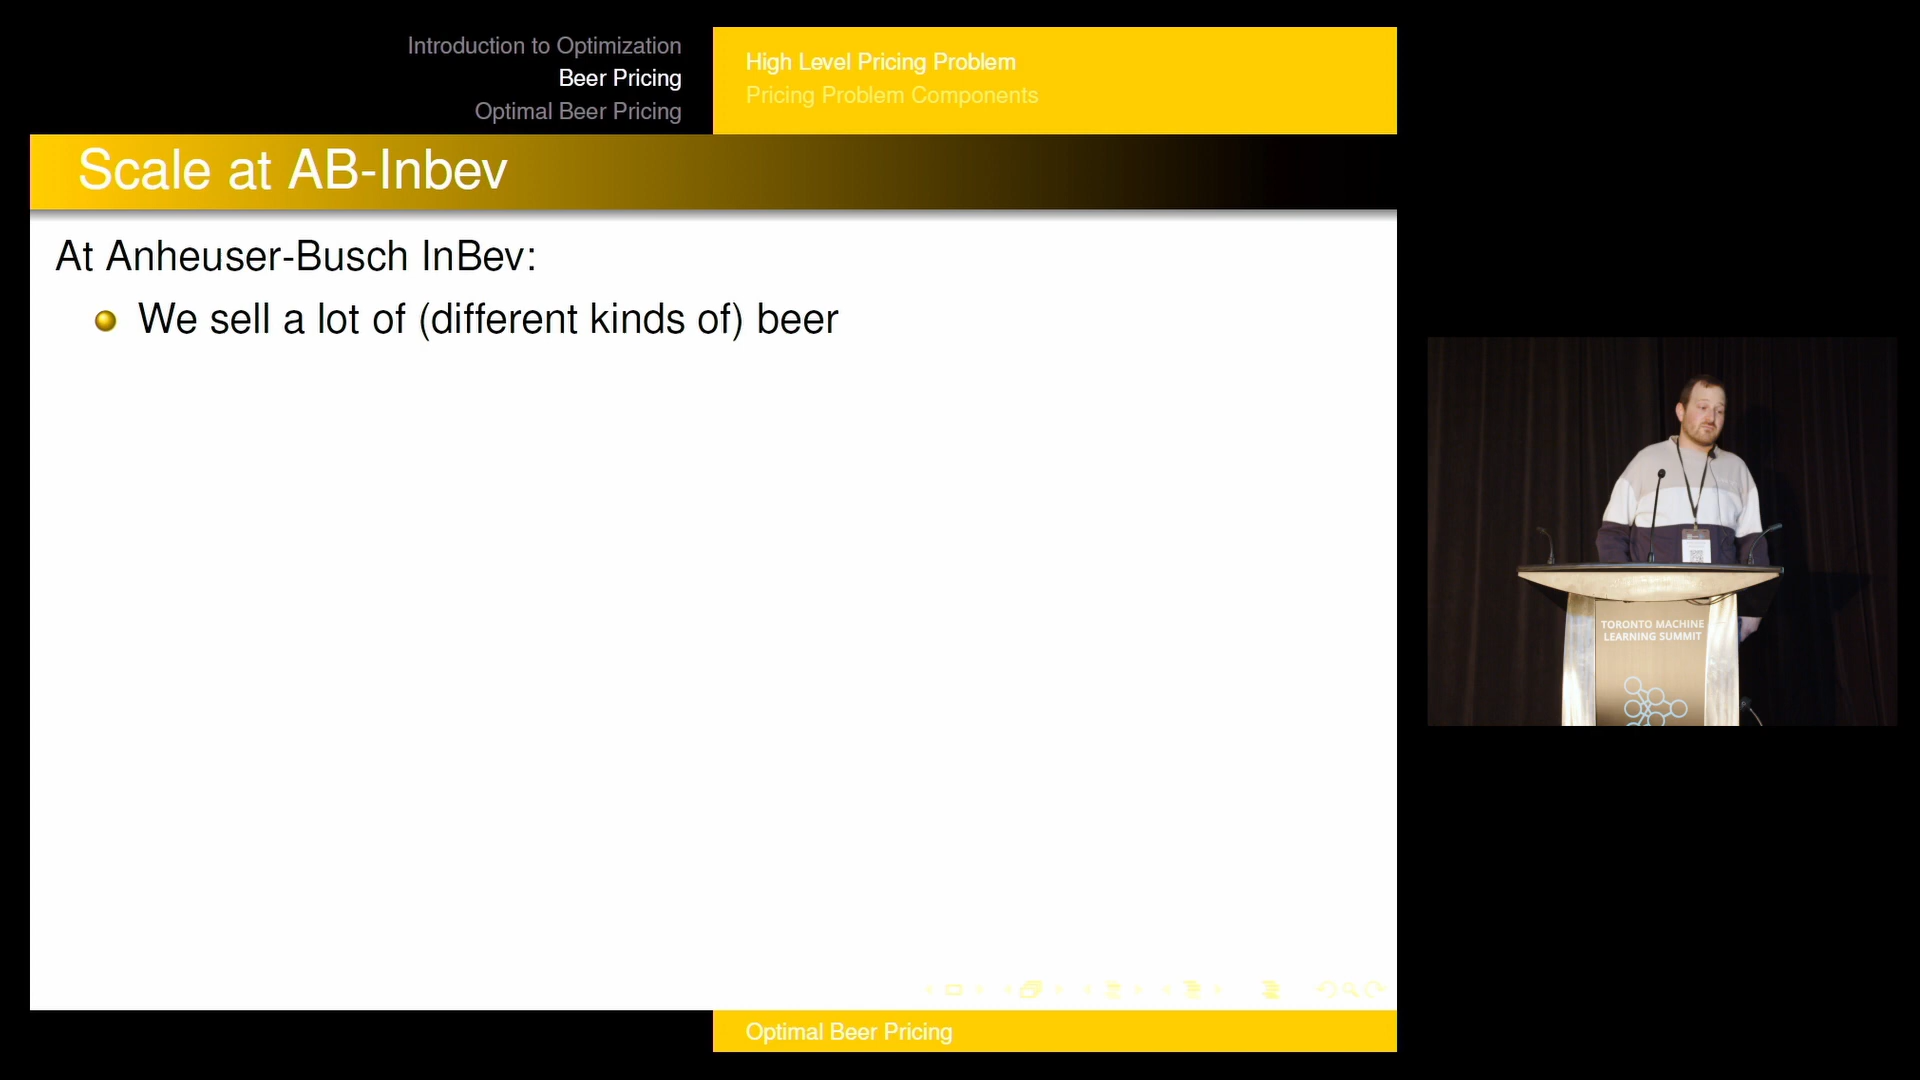 Introduction to Optimization
Beer Pricing
Optimal Beer Pricing
High Level Pricing Problem
Pricing Problem Components
Scale at AB-Inbev
At Anheuser-Busch InBev:
We sell a lot of (different kinds of) beer
TORONTO MACHINE
LEARNING SUMMIT
Optimal Beer Pricing